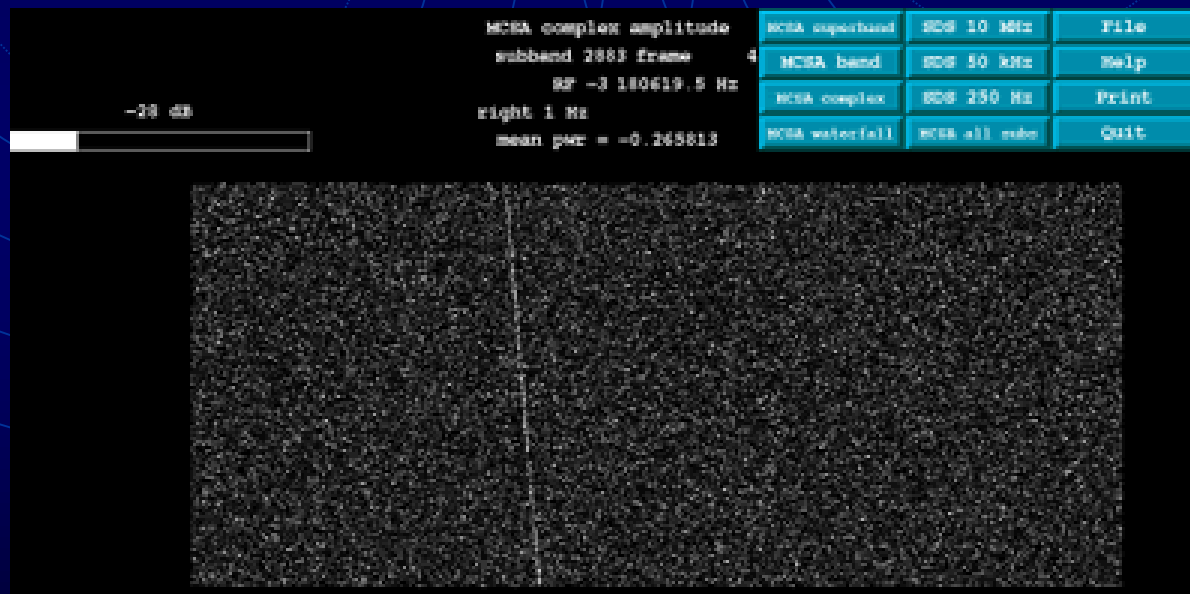 MCSA complex amplitude
subband 2883 frame 4
RF -3 180619.5 Hz
right 1 Hz
mean pwr = -0.265813
-28 dB
MCSA superband
SDS 10 MHz
File
MCSA band
SDS 50 kHz
Help
MCSA complex
SDS 250 Hz
Print
MCSA waterfall
MCSA all subs
Quit